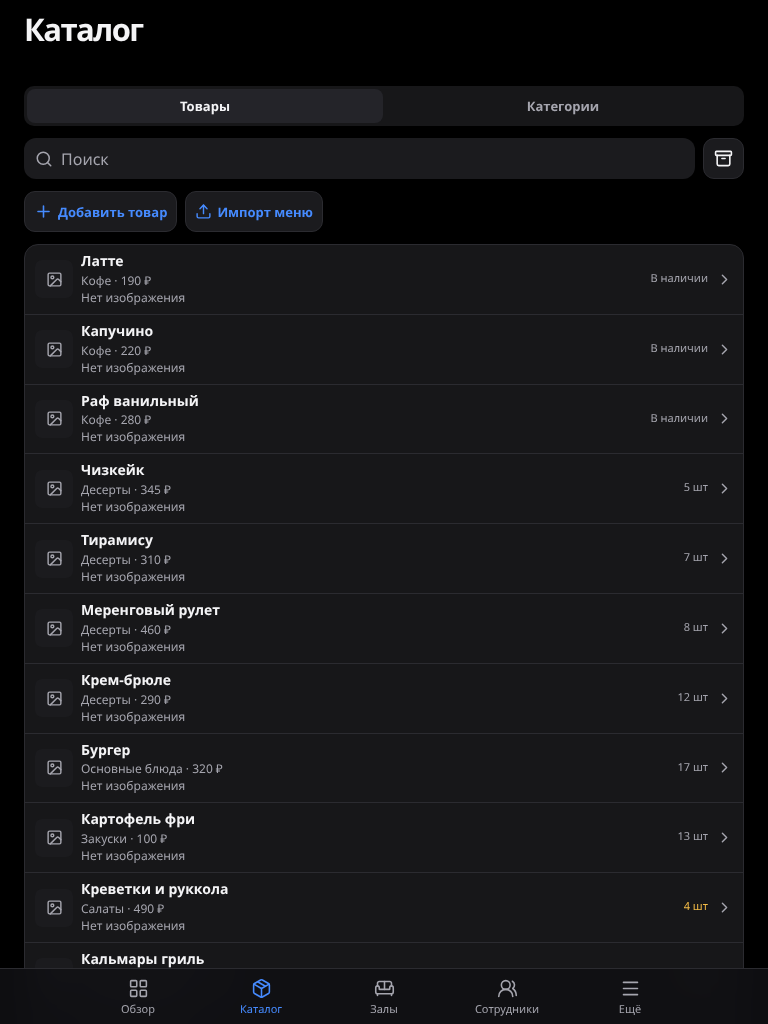 Каталог
Товары
Категории
Поиск
Добавить товар
Импорт меню
Латте
Кофе · 190 ₽
Нет изображения
В наличии
Капучино
Кофе · 220 ₽
Нет изображения
В наличии
Раф ванильный
Кофе · 280 ₽
Нет изображения
В наличии
Чизкейк
Десерты · 345 ₽
Нет изображения
5 шт
Тирамису
Десерты · 310 ₽
Нет изображения
7 шт
Меренговый рулет
Десерты · 460 ₽
Нет изображения
8 шт
Крем-брюле
Десерты · 290 ₽
Нет изображения
12 шт
Бургер
Основные блюда · 320 ₽
Нет изображения
17 шт
Картофель фри
Закуски · 100 ₽
Нет изображения
13 шт
Креветки и руккола
Салаты · 490 ₽
Нет изображения
4 шт
Кальмары гриль
Обзор
Каталог
Залы
Сотрудники
Ещё